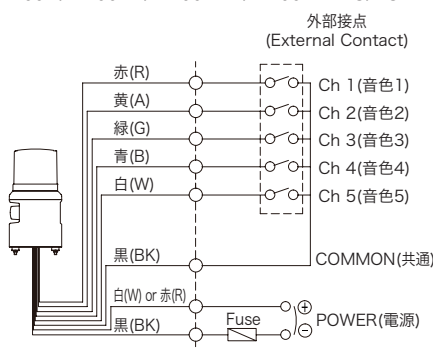 外部接点
(External Contact)
赤(R) Ch 1(音色1)
黄(A) Ch 2(音色2)
緑(G) Ch 3(音色3)
青(B) Ch 4(音色4)
白(W) Ch 5(音色5)
黒(BK) COMMON(共通)
白(W) or 赤(R)
黒(BK) Fuse POWER(電源)